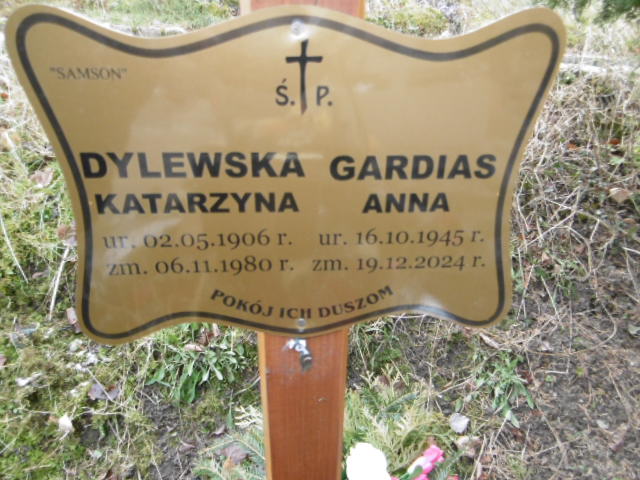 "SAMSON"
Ś. P.
DYLEWSKA GARDIAS
KATARZYNA ANNA
ur. 02.05.1906 r. ur. 16.10.1945 r.
zm. 06.11.1980 r. zm. 19.12.2024 r.
POKÓJ ICH DUSZOM